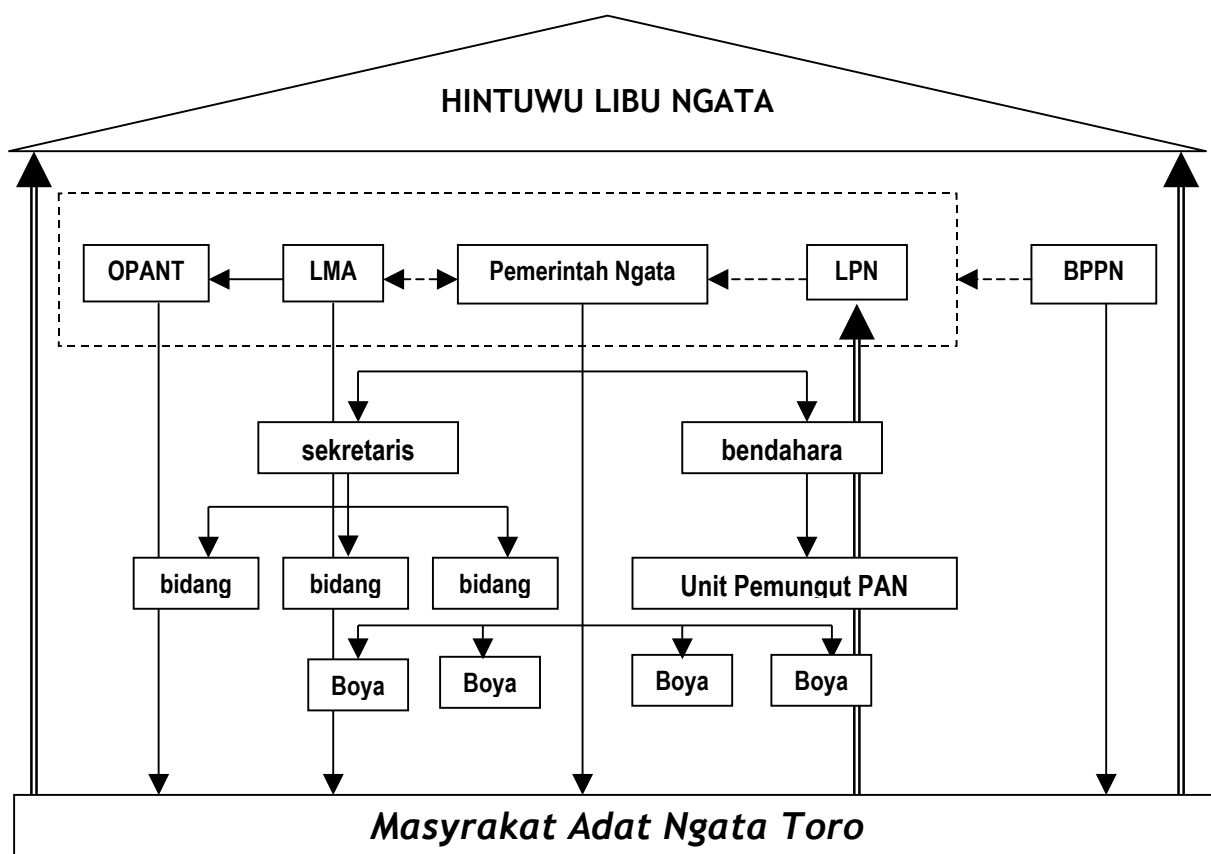 HINTUWU LIBU NGATA
OPANT
LMA
Pemerintah Ngata
LPN
BPPN
sekretaris
bendahara
bidang
bidang
bidang
Unit Pemungut PAN
Boya
Boya
Boya
Boya
Masyrakat Adat Ngata Toro